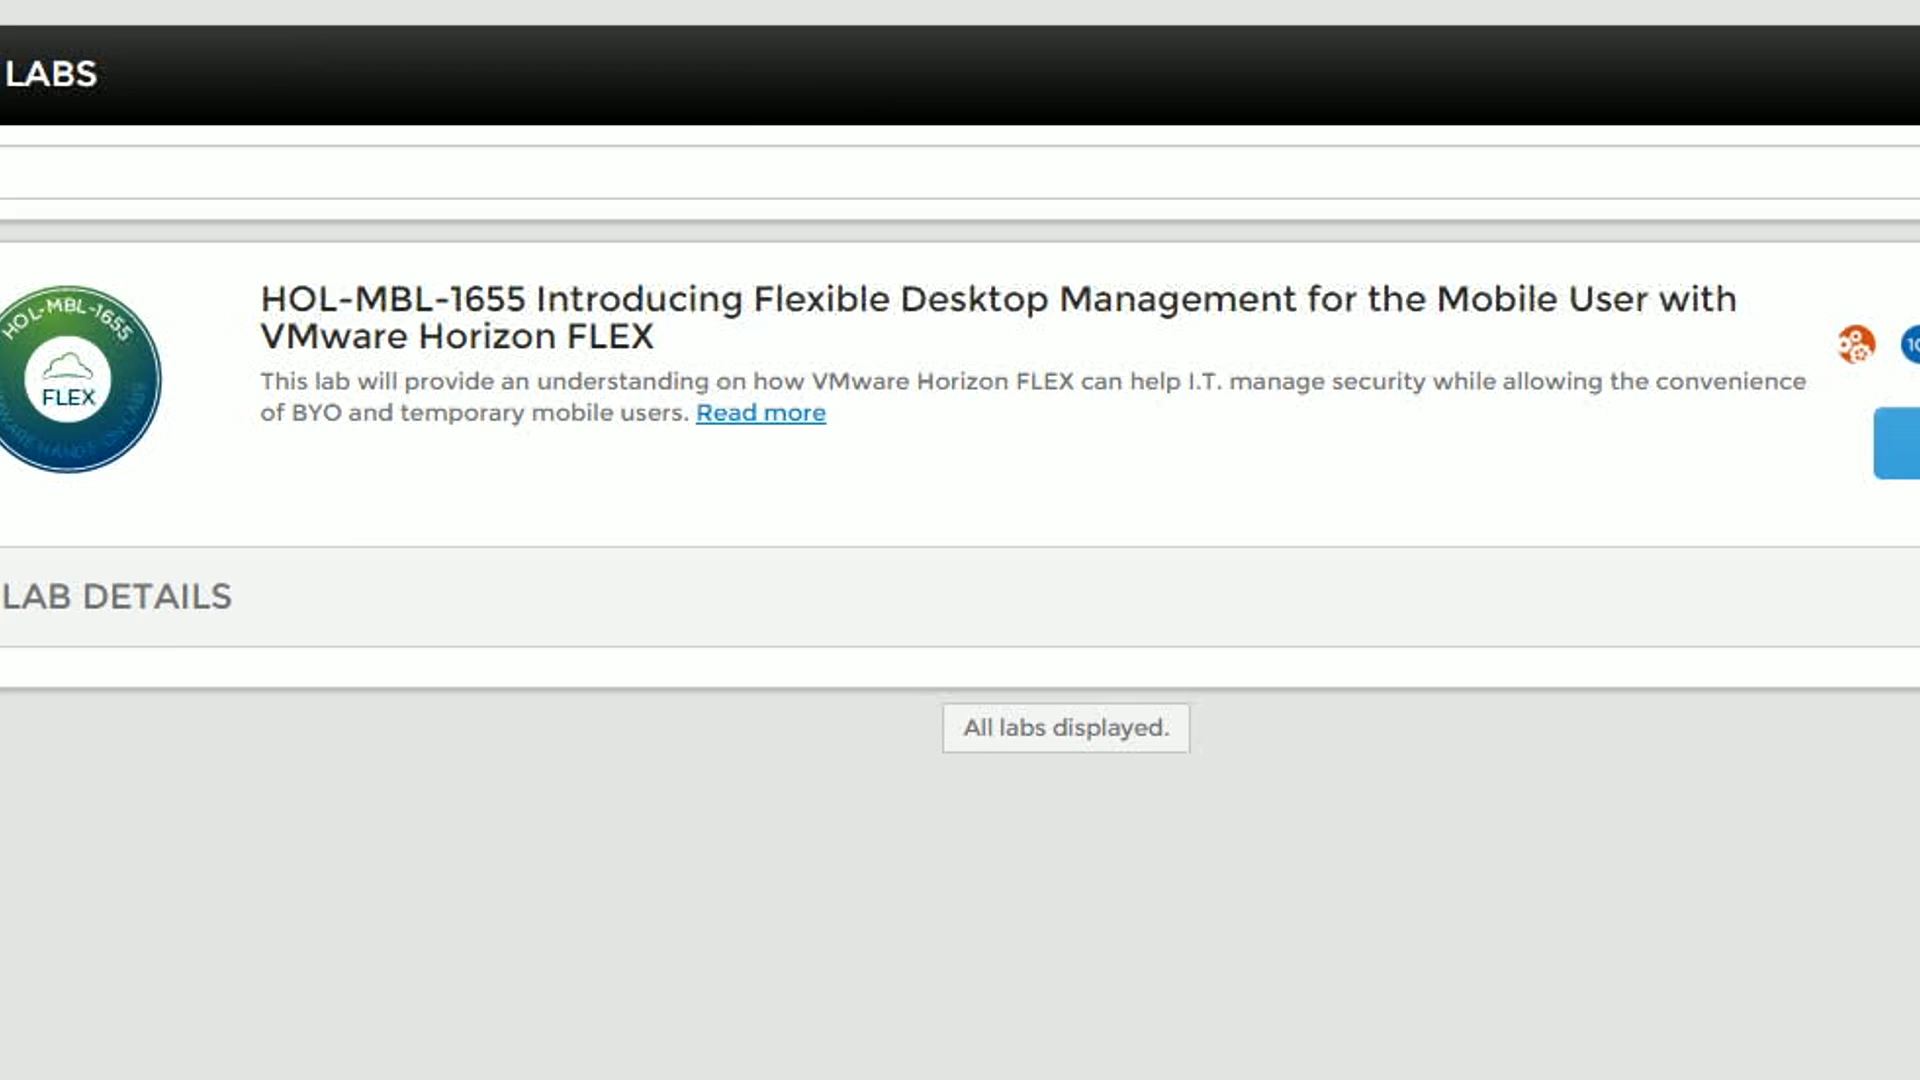 LABS
HOL-MBL-1655
FLEX
HOL-MBL-1655 Introducing Flexible Desktop Management for the Mobile User with
VMware Horizon FLEX
This lab will provide an understanding on how VMware Horizon FLEX can help I.T. manage security while allowing the convenience
of BYO and temporary mobile users. Read more
LAB DETAILS
All labs displayed.